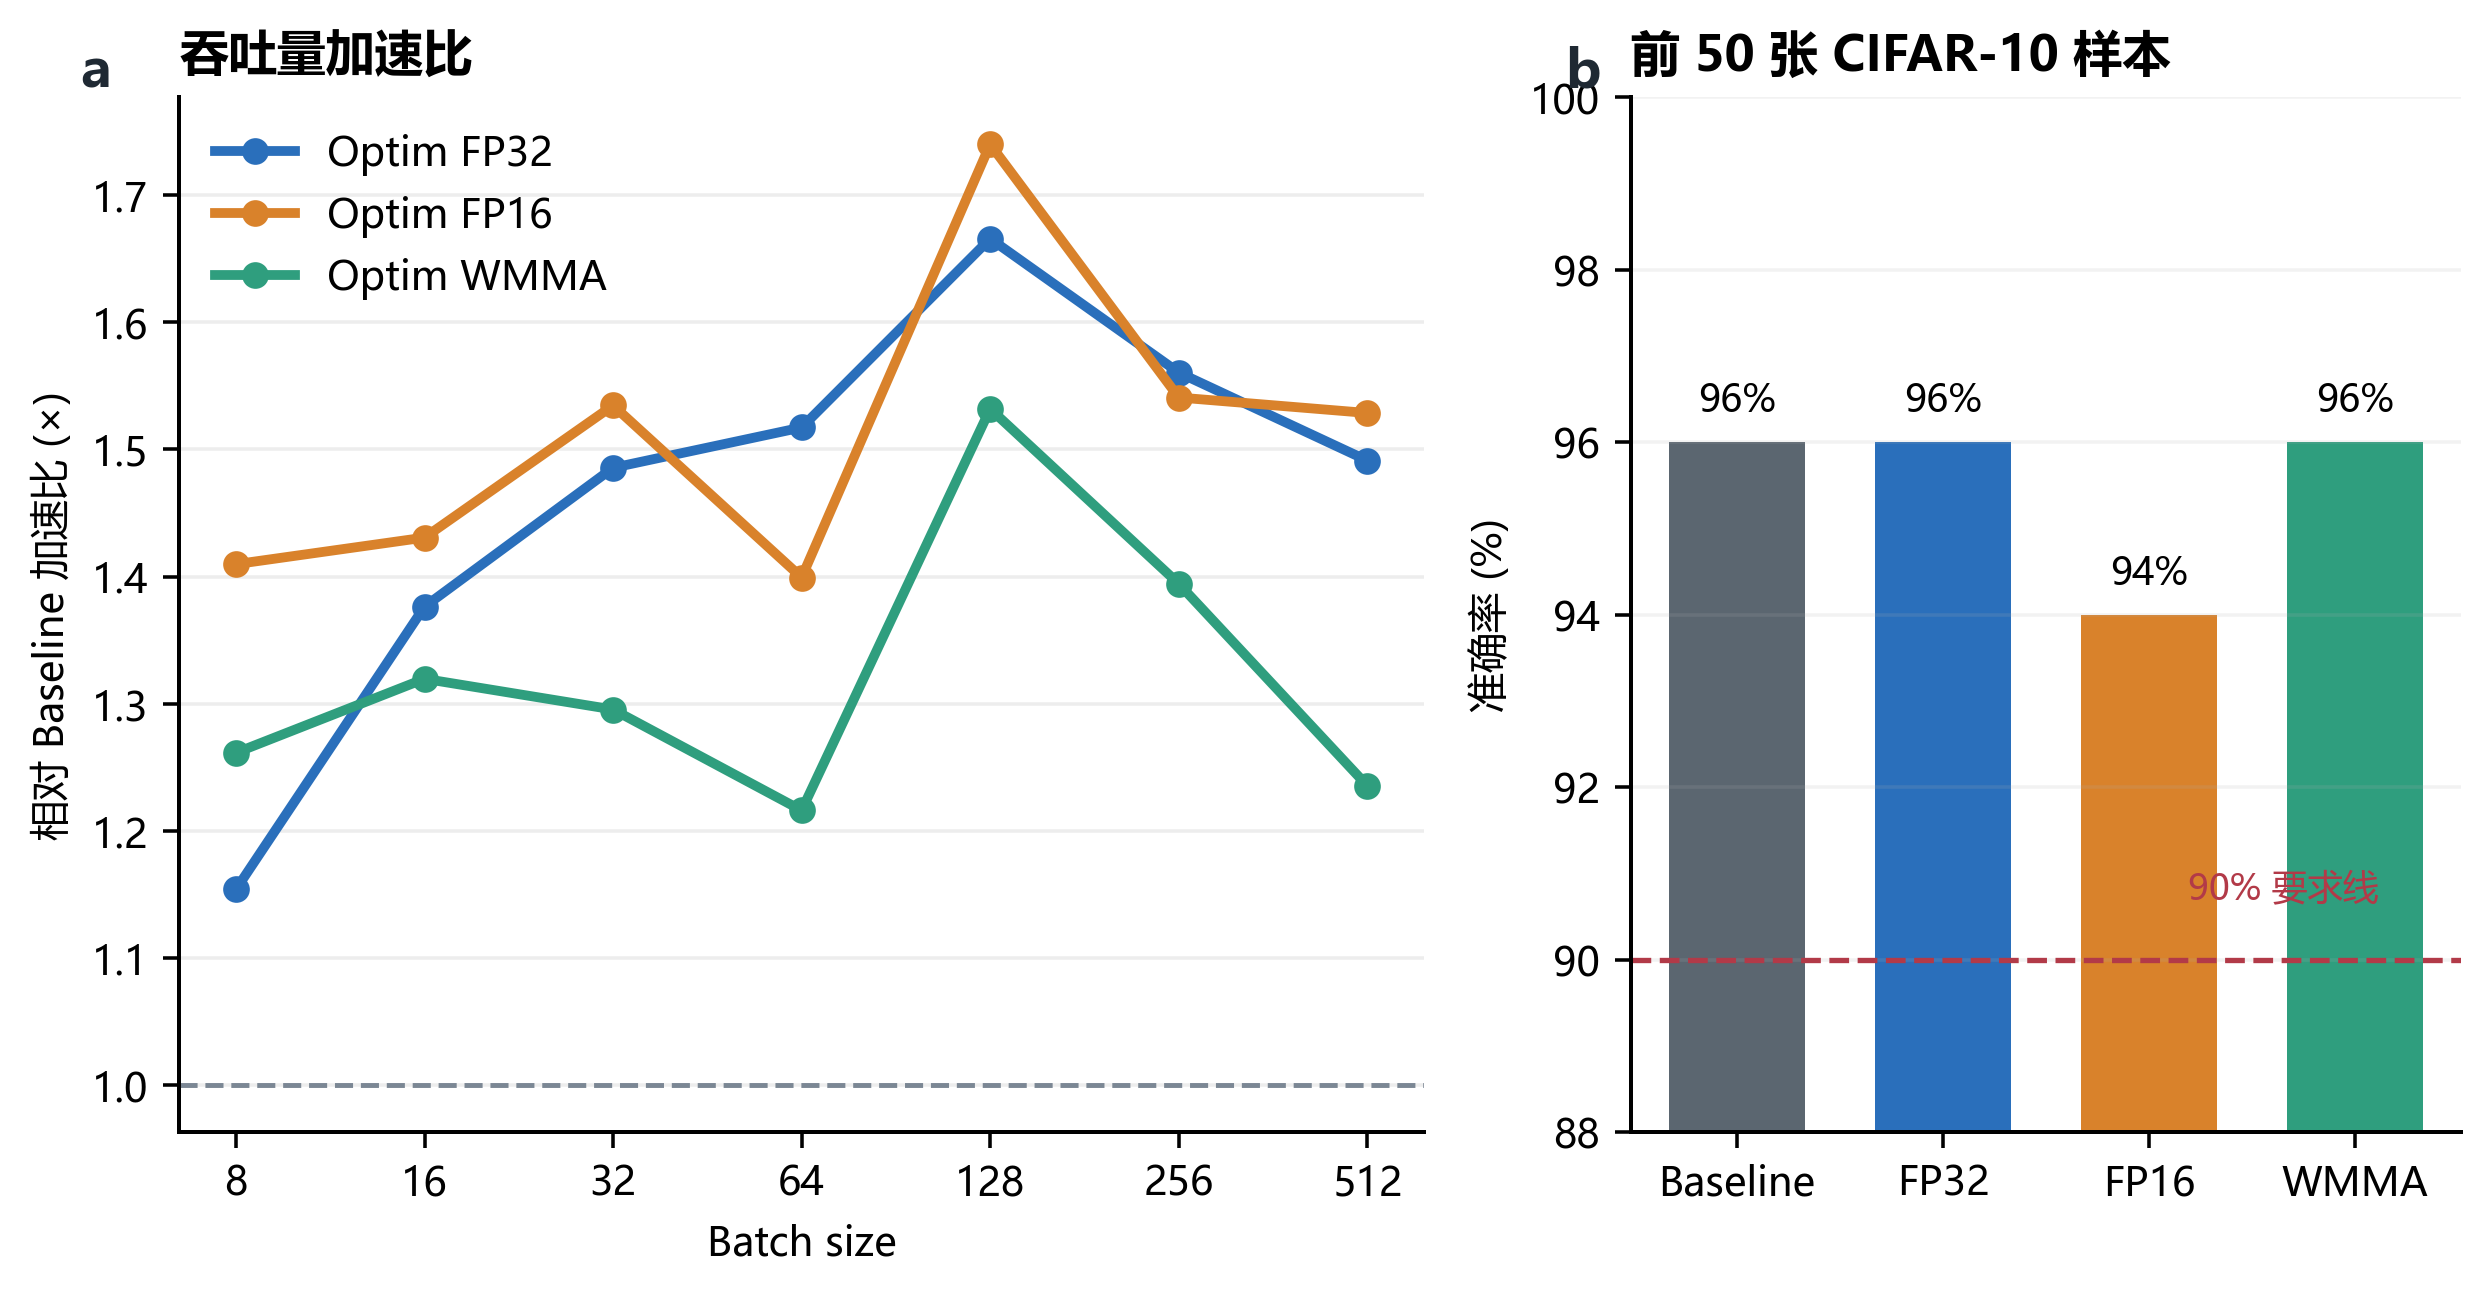 a
吞吐量加速比
Optim FP32
Optim FP16
Optim WMMA
相对 Baseline 加速比 (×)
1.7
1.6
1.5
1.4
1.3
1.2
1.1
1.0
8 16 32 64 128 256 512
Batch size
b
前 50 张 CIFAR-10 样本
准确率 (%)
100
98
96
94
92
90
88
96% 96% 94% 96%
90% 要求线
Baseline FP32 FP16 WMMA